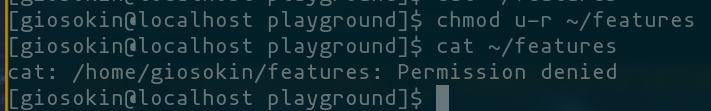 [giosokin@localhost playground]$ chmod u-r ~/features
[giosokin@localhost playground]$ cat ~/features
cat: /home/giosokin/features: Permission denied
[giosokin@localhost playground]$